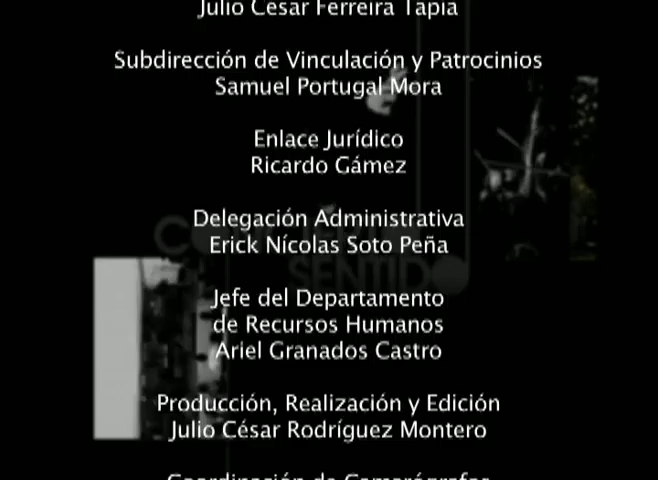 Julio César Ferreira Tapia
Subdirección de Vinculación y Patrocinios
Samuel Portugal Mora
Enlace Jurídico
Ricardo Gámez
Delegación Administrativa
Erick Nícolas Soto Peña
SENTIDO
Jefe del Departamento
de Recursos Humanos
Ariel Granados Castro
Producción, Realización y Edición
Julio César Rodríguez Montero